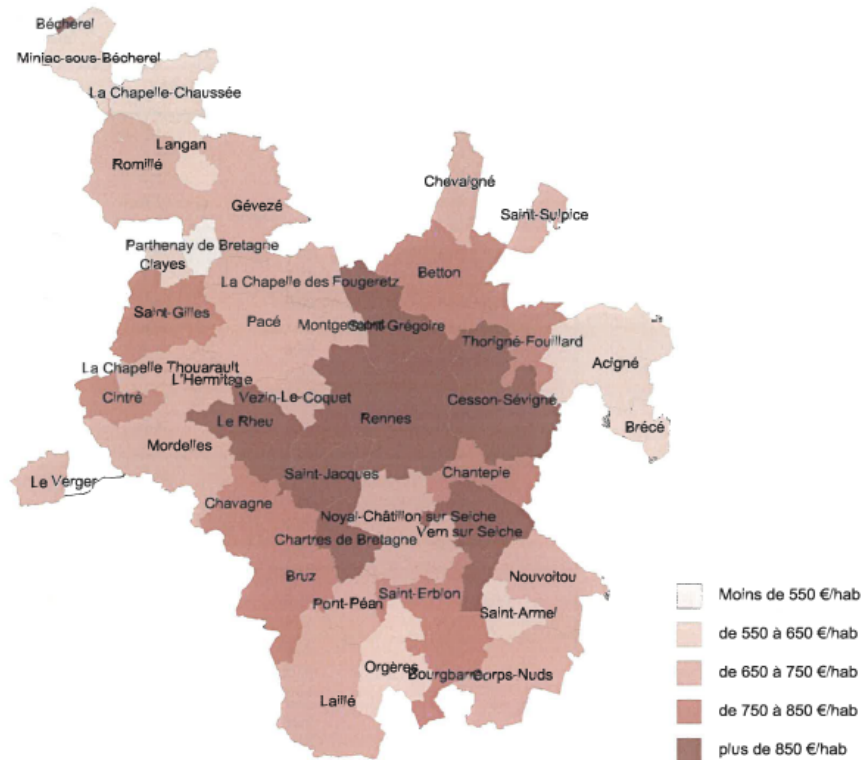 Bécherel
Miniac-sous-Bécherel
La Chapelle-Chaussée
Langan
Romillé
Chevaigné
Gévezé
Saint-Sulpice
Parthenay de Bretagne
Clayes
La Chapelle des Fougeretz
Betton
Saint-Gilles
Pacé
Montgermont
Saint-Grégoire
Thorigné-Fouillard
Acigné
La Chapelle Thouarault
L'Hermitage
Cintré
Vezin-Le-Coquet
Cesson-Sévigné
Le Rheu
Rennes
Brécé
Mordelles
Saint-Jacques
Chantepie
Le Verger
Chavagne
Noyal-Châtillon sur Seiche
Vern sur Seiche
Chartres de Bretagne
Bruz
Nouvoitou
Saint-Erblon
Pont-Péan
Saint-Armel
Orgères
Bourgbarré
Corps-Nuds
Laillé
Moins de 550 €/hab
de 550 à 650 €/hab
de 650 à 750 €/hab
de 750 à 850 €/hab
plus de 850 €/hab